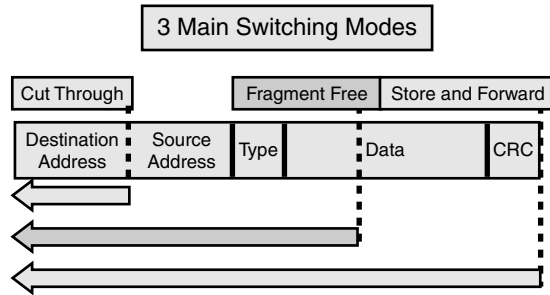 3 Main Switching Modes
Cut Through
Fragment Free
Store and Forward
Destination
Address
Source
Address
Type
Data
CRC